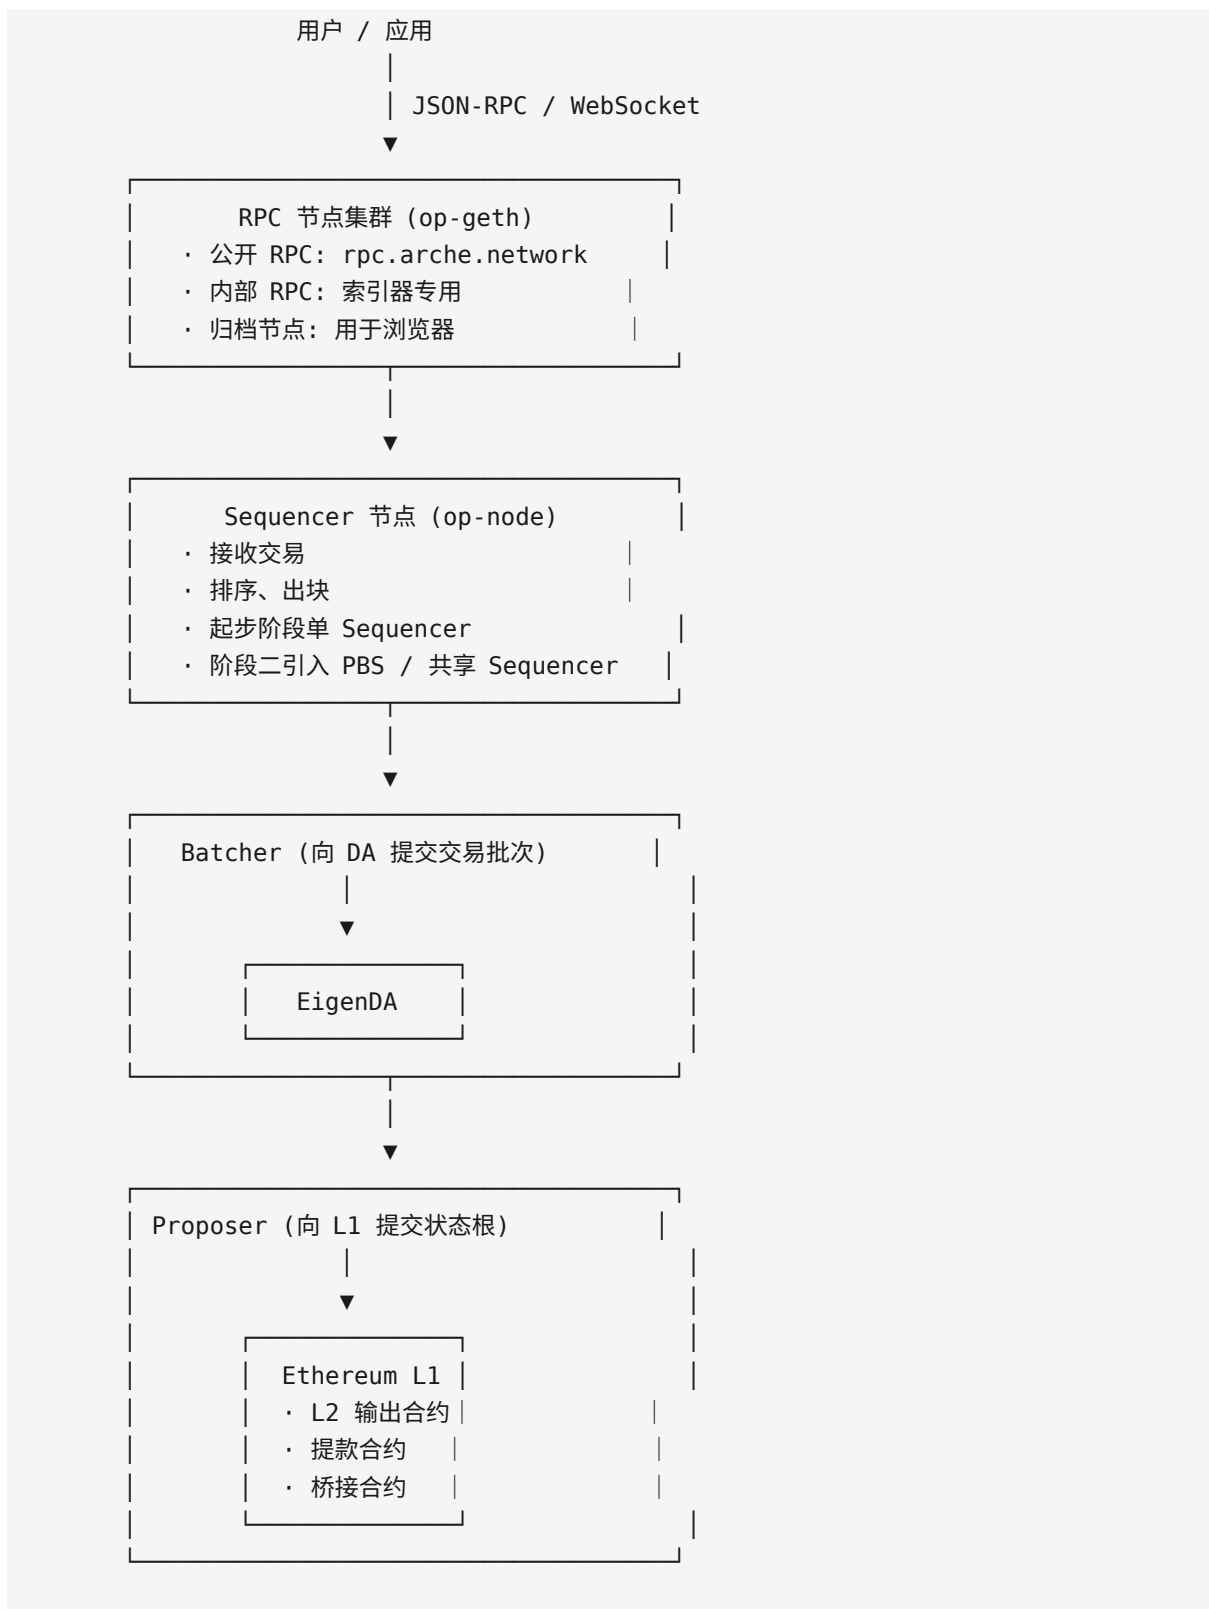 用户 / 应用
JSON-RPC / WebSocket
RPC 节点集群 (op-geth)
· 公开 RPC: rpc.arche.network
· 内部 RPC: 索引器专用
· 归档节点: 用于浏览器
Sequencer 节点 (op-node)
· 接收交易
· 排序、出块
· 起步阶段单 Sequencer
· 阶段二引入 PBS / 共享 Sequencer
Batcher (向 DA 提交交易批次)
EigenDA
Proposer (向 L1 提交状态根)
Ethereum L1
· L2 输出合约
· 提款合约
· 桥接合约